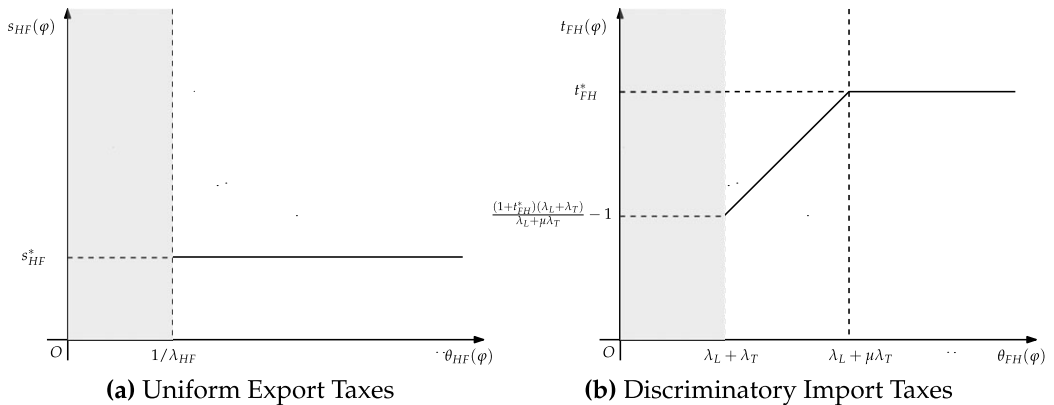 s_{HF}(φ)
s^*_{HF}
O
1/λ_{HF}
θ_{HF}(φ)
(a) Uniform Export Taxes
t_{FH}(φ)
t^*_{FH}
\frac{(1+t^*_{FH})(λ_L+λ_T)}{λ_L+μλ_T} − 1
O
λ_L + λ_T
λ_L + μλ_T
θ_{FH}(φ)
(b) Discriminatory Import Taxes